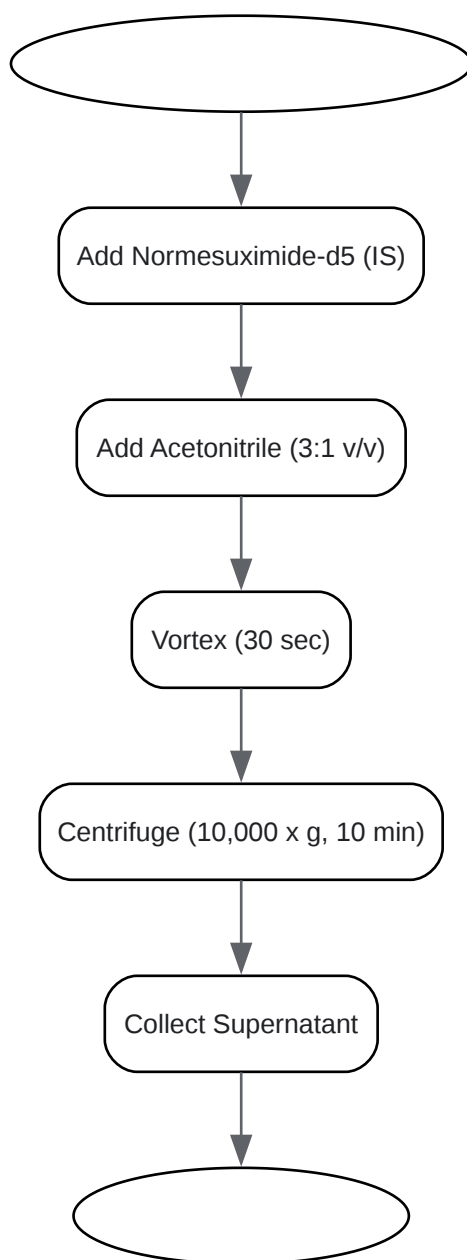 Add Normesuximide-d5 (IS)
Add Acetonitrile (3:1 v/v)
Vortex (30 sec)
Centrifuge (10,000 x g, 10 min)
Collect Supernatant